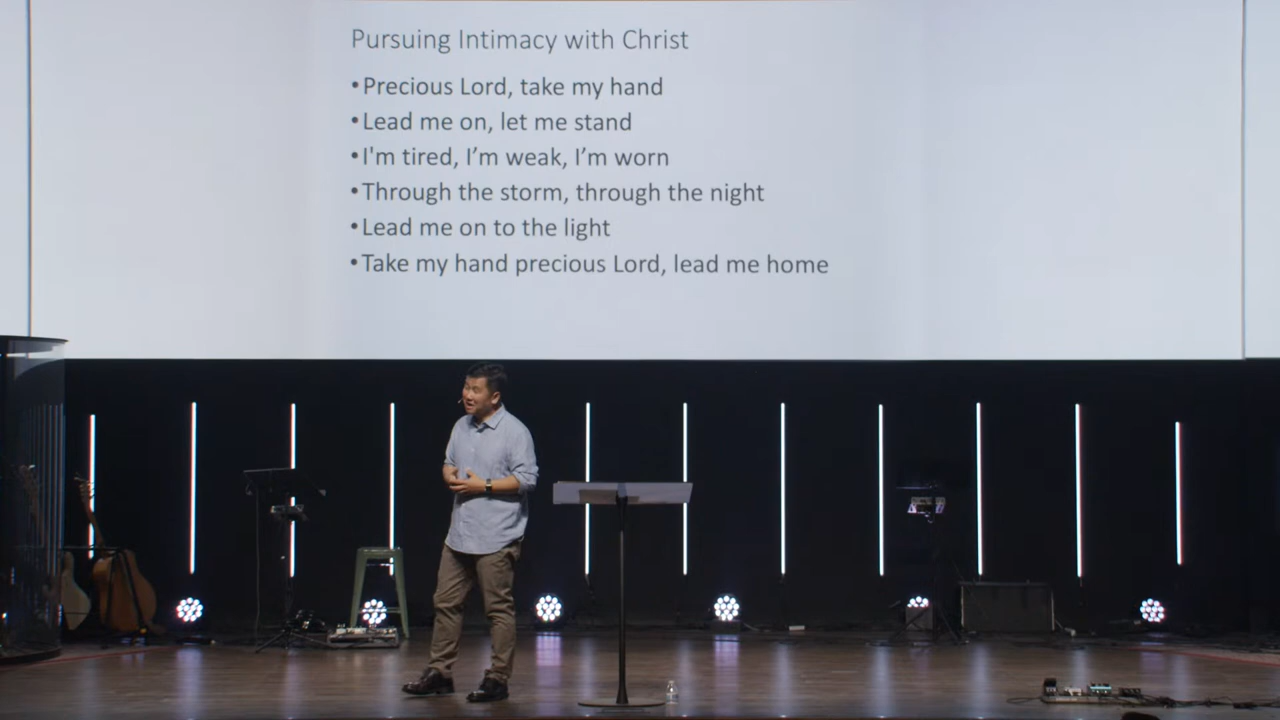 Pursuing Intimacy with Christ
•Precious Lord, take my hand
•Lead me on, let me stand
•I'm tired, I’m weak, I’m worn
•Through the storm, through the night
•Lead me on to the light
•Take my hand precious Lord, lead me home